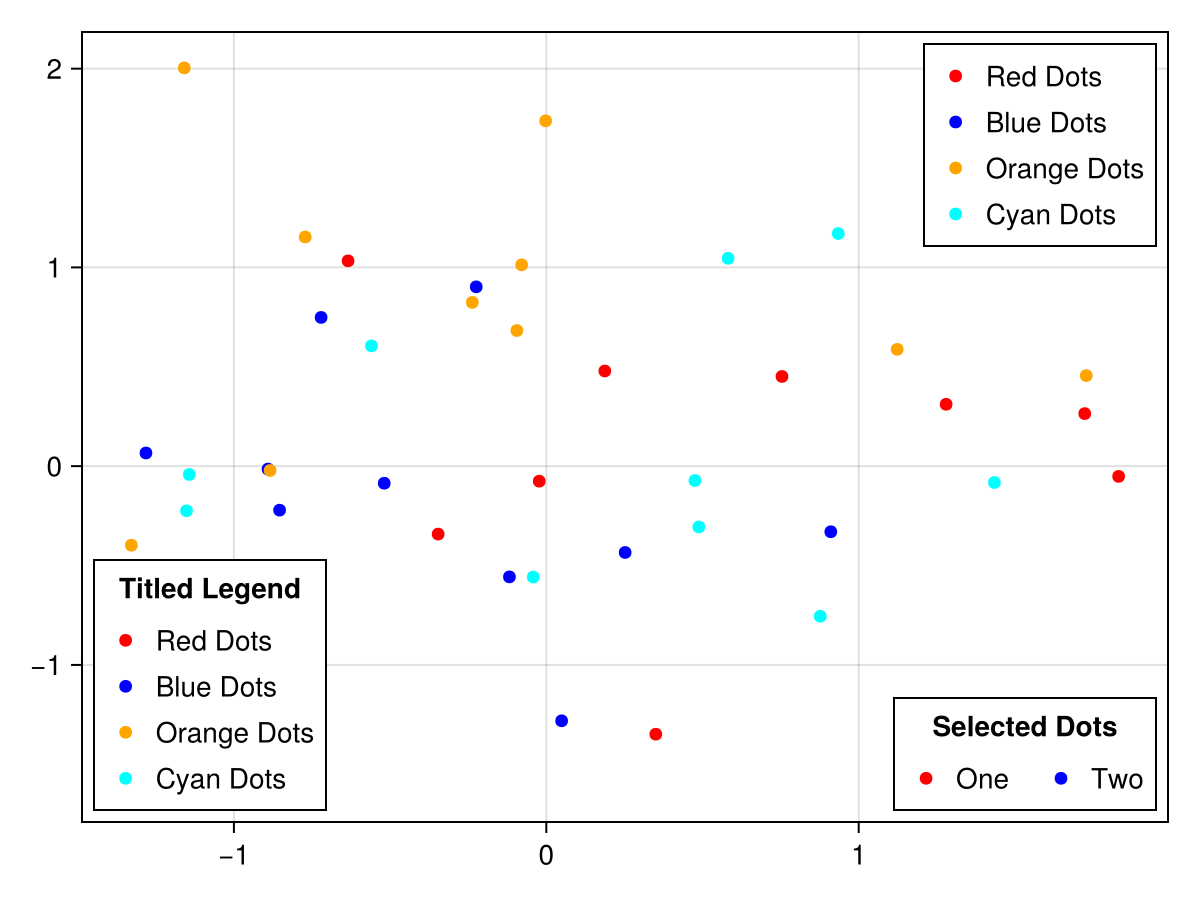 2
1
0
−1
−1
0
1
Red Dots
Blue Dots
Orange Dots
Cyan Dots
Titled Legend
Red Dots
Blue Dots
Orange Dots
Cyan Dots
Selected Dots
One Two